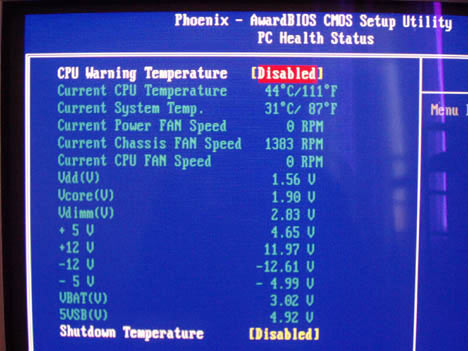 Phoenix - AwardBIOS CMOS Setup Utility
PC Health Status
CPU Warning Temperature [Disabled]
Current CPU Temperature 44°C/111°F
Current System Temp. 31°C/ 87°F
Current Power FAN Speed 0 RPM
Current Chassis FAN Speed 1383 RPM
Current CPU FAN Speed 0 RPM
Vdd(V) 1.56 V
Vcore(V) 1.90 V
Vdimm(V) 2.83 V
+ 5 V 4.65 V
+12 V 11.97 V
-12 V -12.61 V
- 5 V - 4.99 V
VBAT(V) 3.02 V
5VSB(V) 4.92 V
Shutdown Temperature [Disabled]
Menu